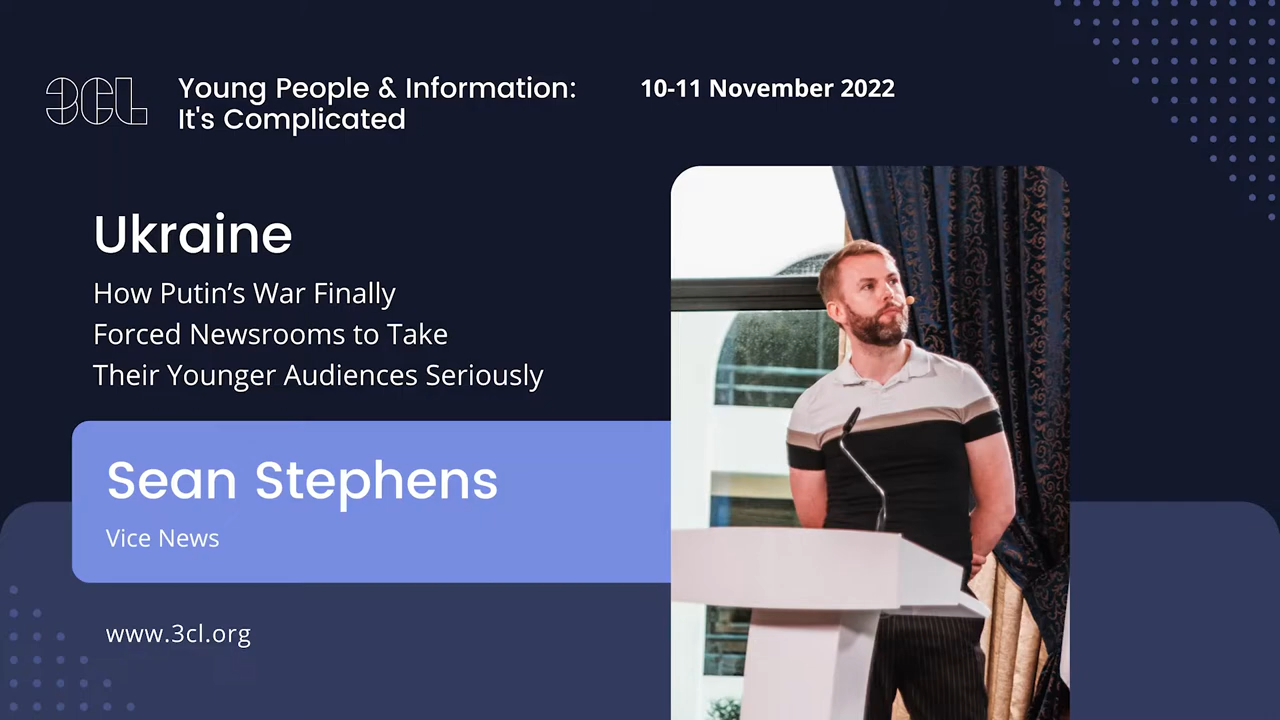 3CL
Young People & Information:
It's Complicated
10-11 November 2022
Ukraine
How Putin’s War Finally
Forced Newsrooms to Take
Their Younger Audiences Seriously
Sean Stephens
Vice News
www.3cl.org